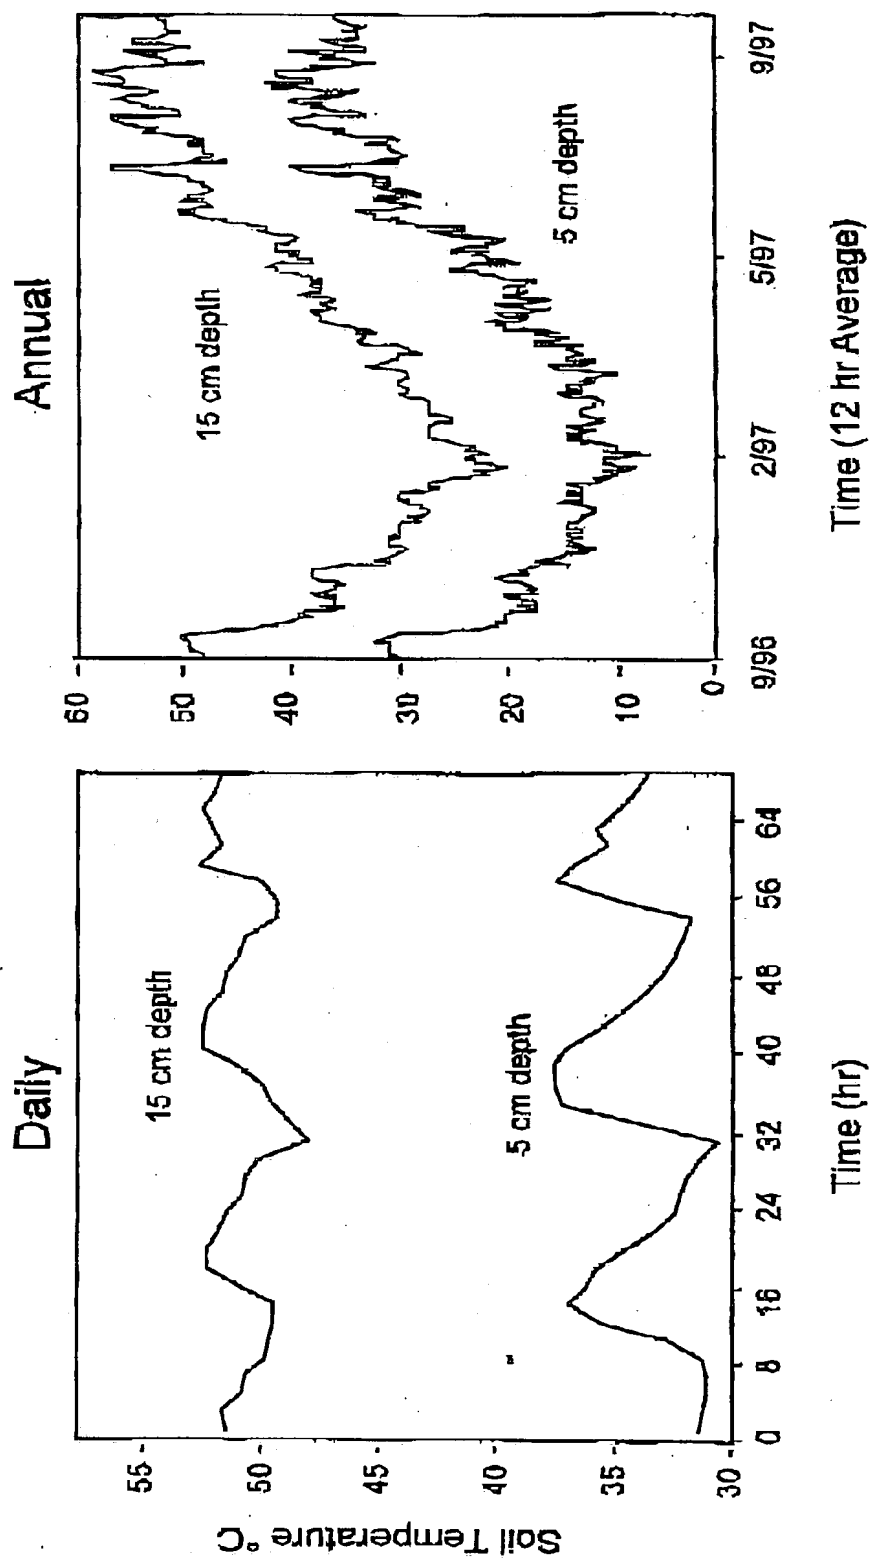 Daily
Soil Temperature °C
55
50
45
40
35
30
15 cm depth
5 cm depth
0
8
16
24
32
40
48
56
64
Time (hr)
Annual
60
50
40
30
20
10
0
15 cm depth
5 cm depth
9/96
2/97
5/97
9/97
Time (12 hr Average)